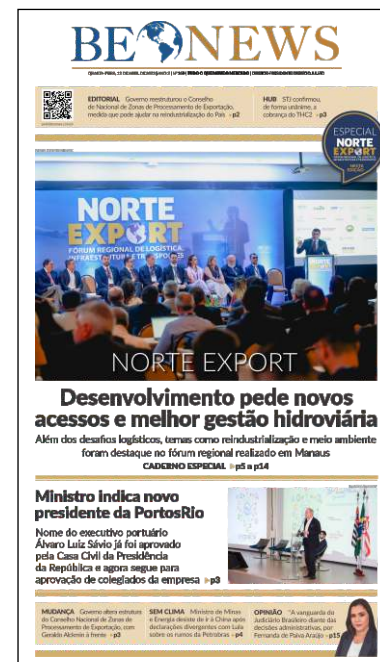 BE NEWS
EDITORIAL Governo reestruturou o Conselho
de Nacional de Zonas de Processamento de Exportação,
medida que pode ajudar na reindustrialização do País p2
HUB STJ confirmou,
de forma unânime, a
cobrança do THC2 p3
ESPECIAL
NORTE
EXPORT
NORTE
EXPORT
FÓRUM REGIONAL DE LOGÍSTICA,
INFRAESTRUTURA E TRANSPORTES
NORTE EXPORT
Desenvolvimento pede novos
acessos e melhor gestão hidroviária
Além dos desafios logísticos, temas como reindustrialização e meio ambiente
foram destaque no fórum regional realizado em Manaus
CADERNO ESPECIAL p5 a p14
Ministro indica novo
presidente da PortosRio
Nome do executivo portuário
Álvaro Luiz Sávio já foi aprovado
pela Casa Civil da Presidência
da República e agora segue para
aprovação de colegiados da empresa p3
MUDANÇA Governo altera estrutura
do Conselho Nacional de Zonas de
Processamento de Exportação, com
Geraldo Alckmin à frente p3
SEM CLIMA Ministro de Minas
e Energia desiste de ir à China após
declarações divergentes com Lula
sobre os rumos da Petrobras p4
OPINIÃO "A vanguarda do
Judiciário Brasileiro diante das
decisões administrativas, por
Fernanda de Paiva Araújo p15